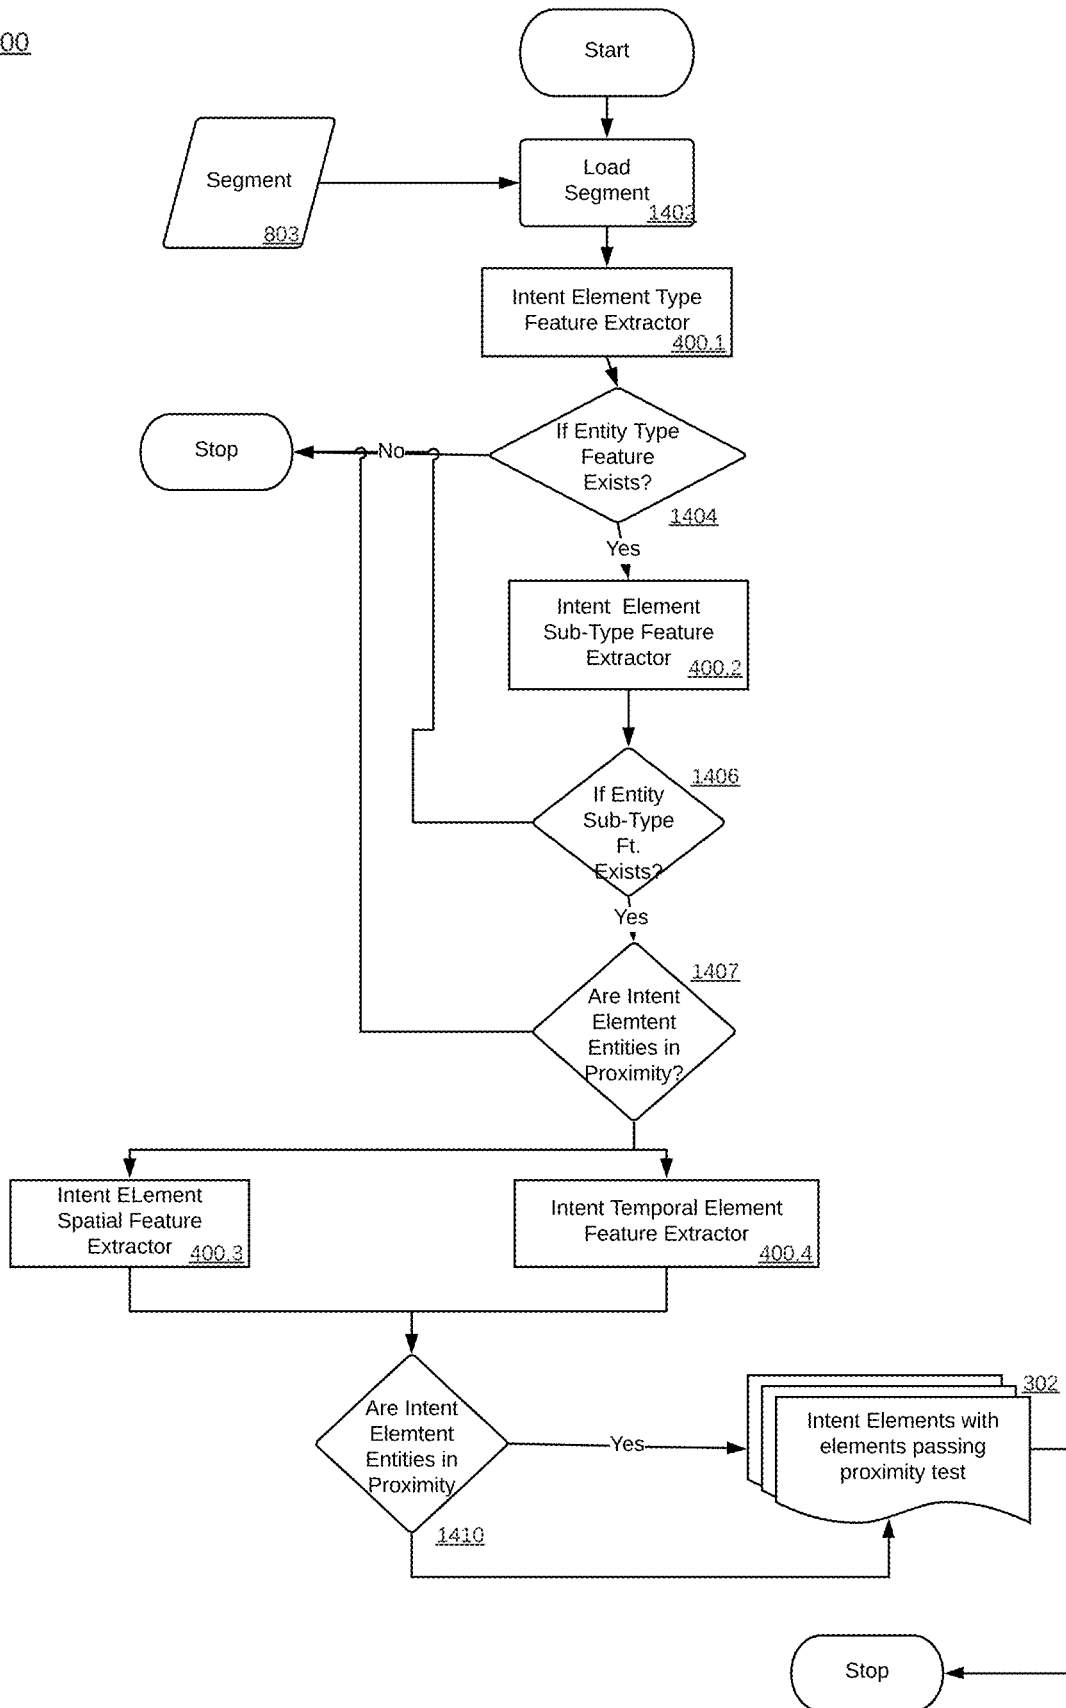 00
Start
Segment
803
Load
Segment
1402
Intent Element Type
Feature Extractor
400.1
Stop
No
If Entity Type
Feature
Exists?
1404
Yes
Intent Element
Sub-Type Feature
Extractor
400.2
1406
If Entity
Sub-Type
Ft.
Exists?
Yes
1407
Are Intent
Elemtent
Entities in
Proximity?
Intent ELement
Spatial Feature
Extractor
400.3
Intent Temporal Element
Feature Extractor
400.4
Are Intent
Elemtent
Entities in
Proximity
1410
Yes
302
Intent Elements with
elements passing
proximity test
Stop